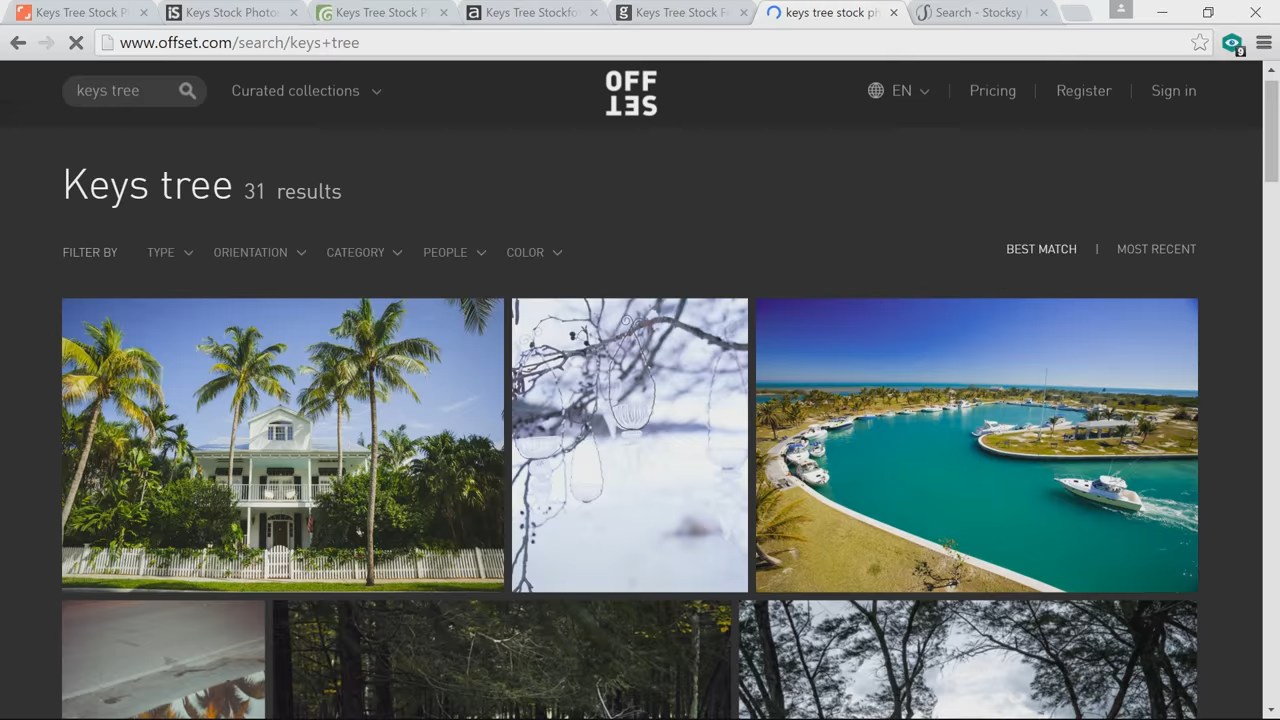 Keys Tree Stock P
Keys Stock Photo
Keys Tree Stock P
Keys Tree Stockfo
Keys Tree Stock F
keys tree stock ph
Search - Stocksy
www.offset.com/search/keys+tree
9
keys tree
Curated collections
OFF
SET
EN
Pricing
Register
Sign in
Keys tree 31 results
FILTER BY
TYPE
ORIENTATION
CATEGORY
PEOPLE
COLOR
BEST MATCH
MOST RECENT